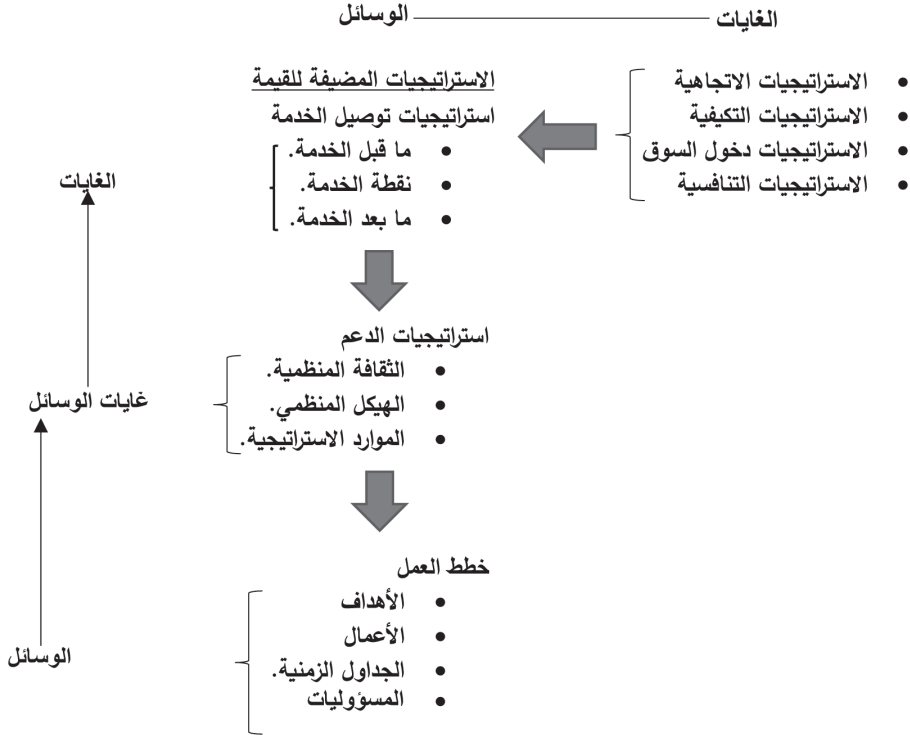 الغايات
الوسائل
• الاستراتيجيات الاتجاهية
• الاستراتيجيات التكيفية
• الاستراتيجيات دخول السوق
• الاستراتيجيات التنافسية
الاستراتيجيات المضيفة للقيمة
استراتيجيات توصيل الخدمة
• ما قبل الخدمة.
• نقطة الخدمة.
• ما بعد الخدمة.
الغايات
استراتيجيات الدعم
• الثقافة المنظمية.
• الهيكل المنظمي.
• الموارد الاستراتيجية.
غايات الوسائل
خطط العمل
• الأهداف
• الأعمال
• الجداول الزمنية.
• المسؤوليات
الوسائل